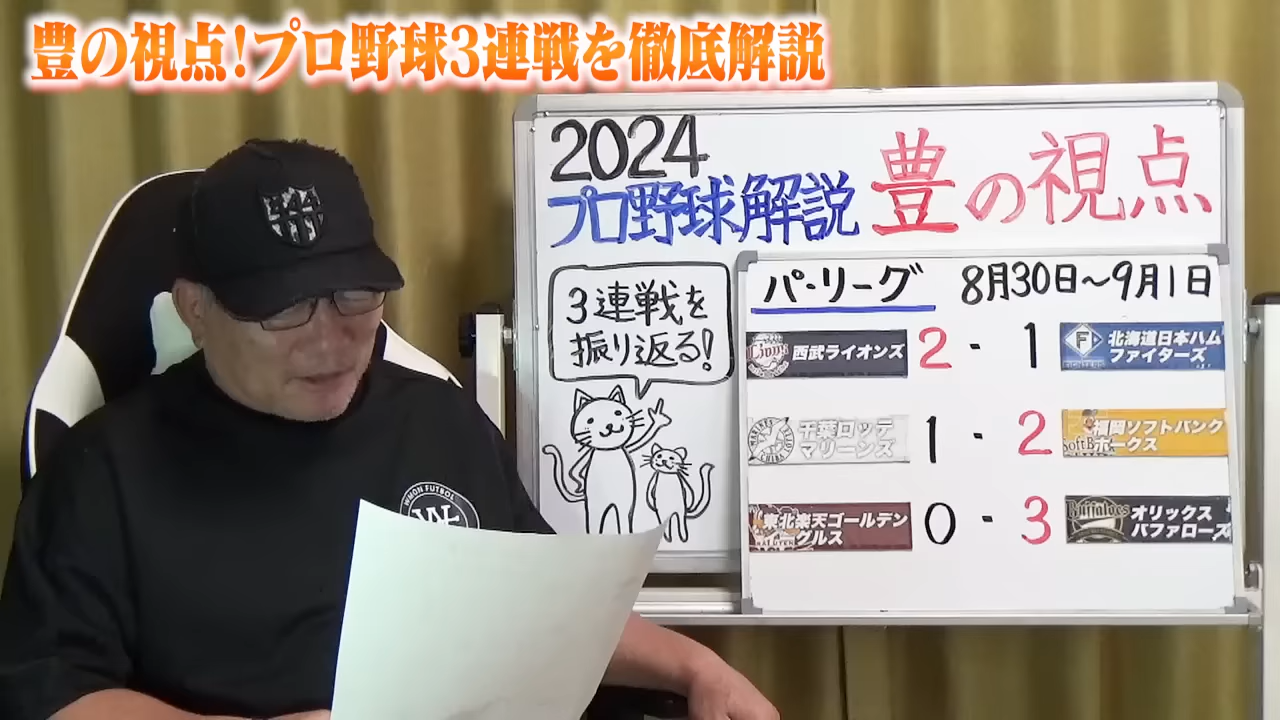 豊の視点!プロ野球3連戦を徹底解説
2024
プロ野球解説 豊の視点
3連戦を
振り返る!
パ・リーグ 8月30日~9月1日
西武ライオンズ 2 - 1 北海道日本ハム
ファイターズ
千葉ロッテ
マリーンズ 1 - 2 福岡ソフトバンク
ホークス
東北楽天ゴールデン
グルス 0 - 3 オリックス
バファローズ
Lions
Buffaloes